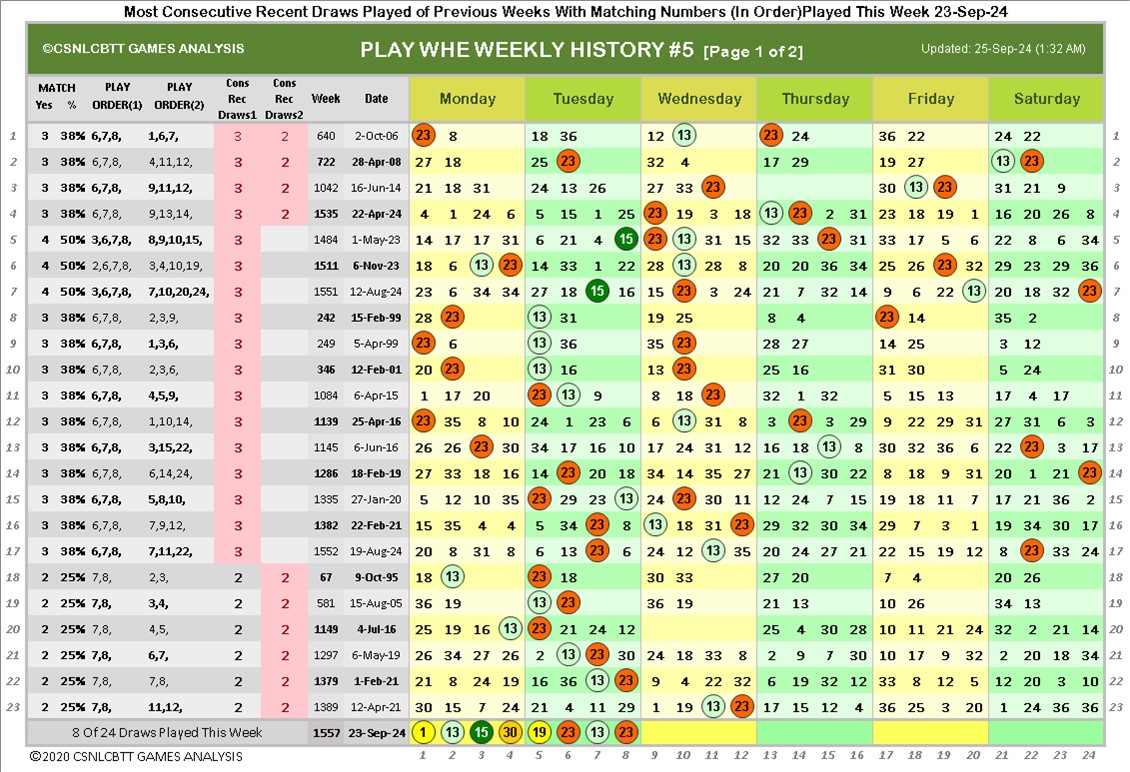 Most Consecutive Recent Draws Played of Previous Weeks With Matching Numbers (In Order)Played This Week 23-Sep-24
©CSNLCBTT GAMES ANALYSIS PLAY WHE WEEKLY HISTORY #5 [Page 1 of 2] Updated: 25-Sep-24 (1:32 AM)
MATCH Yes % PLAY ORDER(1) PLAY ORDER(2) Cons Rec Draws1 Cons Rec Draws2 Week Date Monday Tuesday Wednesday Thursday Friday Saturday
1 3 38% 6,7,8, 1,6,7, 3 2 640 2-Oct-06 23 8 18 36 12 13 23 24 36 22 24 22 1
2 3 38% 6,7,8, 4,11,12, 3 2 722 28-Apr-08 27 18 25 23 32 4 17 29 19 27 13 22 2
3 3 38% 6,7,8, 9,11,12, 3 2 1042 16-Jun-14 21 18 31 24 13 26 27 33 23 30 13 19 31 21 9 3
4 3 38% 6,7,8, 9,13,14, 3 2 1535 22-Apr-24 4 1 24 6 5 15 1 25 23 19 3 18 13 14 2 31 23 18 19 1 16 20 26 8 4
5 4 50% 3,6,7,8, 8,9,10,15, 3 1484 1-May-23 14 17 17 31 6 21 4 15 23 13 31 15 32 33 15 31 33 17 5 6 22 8 6 34 5
6 4 50% 2,6,7,8, 3,4,10,19, 3 1511 6-Nov-23 18 6 13 23 14 33 1 22 28 13 28 8 20 20 36 34 25 26 23 32 29 23 29 36 6
7 4 50% 3,6,7,8, 7,10,20,24, 3 1551 12-Aug-24 23 6 34 34 27 18 15 16 15 23 3 24 21 7 32 14 9 6 22 13 20 18 32 23 7
8 3 38% 6,7,8, 2,3,9, 3 242 15-Feb-99 28 23 13 31 19 25 8 4 23 14 35 2 8
9 3 38% 6,7,8, 1,3,6, 3 249 5-Apr-99 23 6 13 36 35 23 28 27 14 25 3 12 9
10 3 38% 6,7,8, 2,3,6, 3 346 12-Feb-01 20 23 13 16 13 23 25 16 31 30 5 24 10
11 3 38% 6,7,8, 4,5,9, 3 1084 6-Apr-15 1 17 20 23 13 9 8 18 23 32 1 32 5 15 13 17 4 17 11
12 3 38% 6,7,8, 1,10,14, 3 1139 25-Apr-16 23 35 8 10 24 1 23 6 6 13 31 8 3 23 3 29 9 22 29 31 27 31 6 3 12
13 3 38% 6,7,8, 3,15,22, 3 1145 6-Jun-16 26 26 23 30 34 17 16 10 17 24 31 12 16 18 13 8 30 32 31 6 22 23 3 17 13
14 3 38% 6,7,8, 6,14,24, 3 1286 18-Feb-19 27 33 18 16 14 23 20 18 34 14 35 27 14 13 30 22 8 18 9 31 20 1 21 23 14
15 3 38% 6,7,8, 5,8,10, 3 1335 27-Jan-20 5 12 10 35 23 29 23 13 24 23 30 11 12 24 7 15 19 18 11 7 17 21 36 2 15
16 3 38% 6,7,8, 7,9,12, 3 1382 22-Feb-21 15 35 4 4 5 34 23 8 13 18 31 23 29 32 30 34 29 7 3 1 19 34 30 17 16
17 3 38% 6,7,8, 7,11,22, 3 1552 19-Aug-24 20 8 31 8 6 13 23 6 24 12 13 35 20 24 27 21 22 15 19 12 8 23 33 24 17
18 2 25% 7,8, 2,3, 2 2 67 9-Oct-95 18 13 23 18 30 33 27 20 7 4 20 26 18
19 2 25% 7,8, 3,4, 2 2 581 15-Aug-05 36 19 13 23 36 19 21 13 10 26 34 13 19
20 2 25% 7,8, 4,5, 2 2 1149 4-Jul-16 25 19 16 13 23 21 24 12 25 4 30 28 10 11 21 24 32 2 21 14 20
21 2 25% 7,8, 6,7, 2 2 1297 6-May-19 26 34 27 26 2 13 23 30 24 18 33 8 2 9 7 30 10 17 9 32 2 20 18 34 21
22 2 25% 7,8, 7,8, 2 2 1379 1-Feb-21 21 8 24 19 16 36 13 23 9 4 22 32 6 19 32 12 33 8 12 5 12 20 3 10 22
23 2 25% 7,8, 11,12, 2 2 1389 12-Apr-21 30 15 7 24 21 4 11 29 1 19 13 23 17 15 12 4 36 25 3 20 1 24 36 36 23
8 Of 24 Draws Played This Week 1557 23-Sep-24 1 13 15 30 19 23 13 23
©2020 CSNLCBTT GAMES ANALYSIS 1 2 3 4 5 6 7 8 9 10 11 12 13 14 15 16 17 18 19 20 21 22 23 24